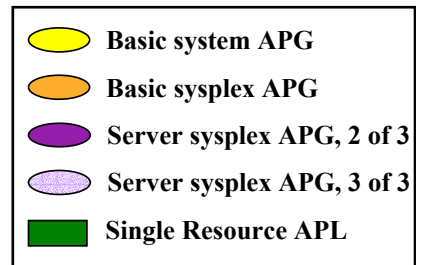 Basic system APG
Basic sysplex APG
Server sysplex APG, 2 of 3
Server sysplex APG, 3 of 3
Single Resource APL